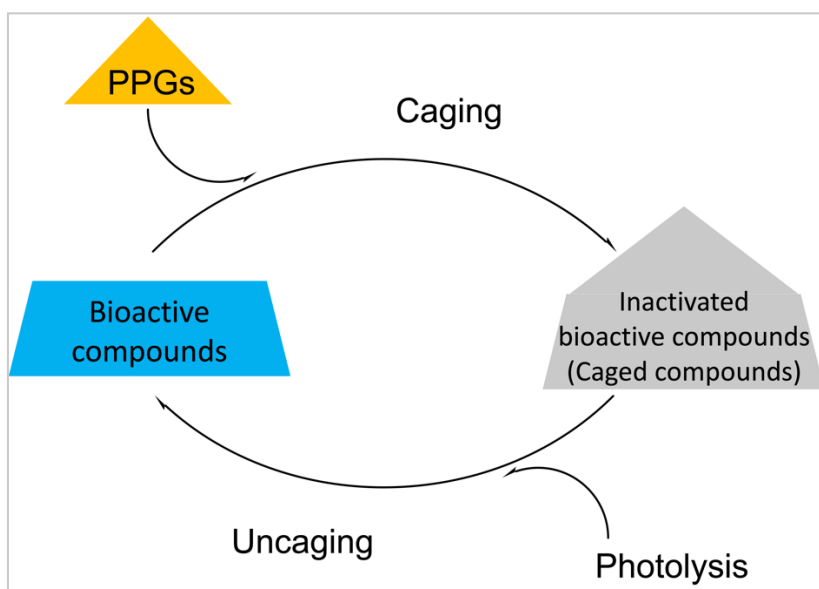 PPGs
Caging
Bioactive
compounds
Inactivated
bioactive compounds
(Caged compounds)
Uncaging
Photolysis